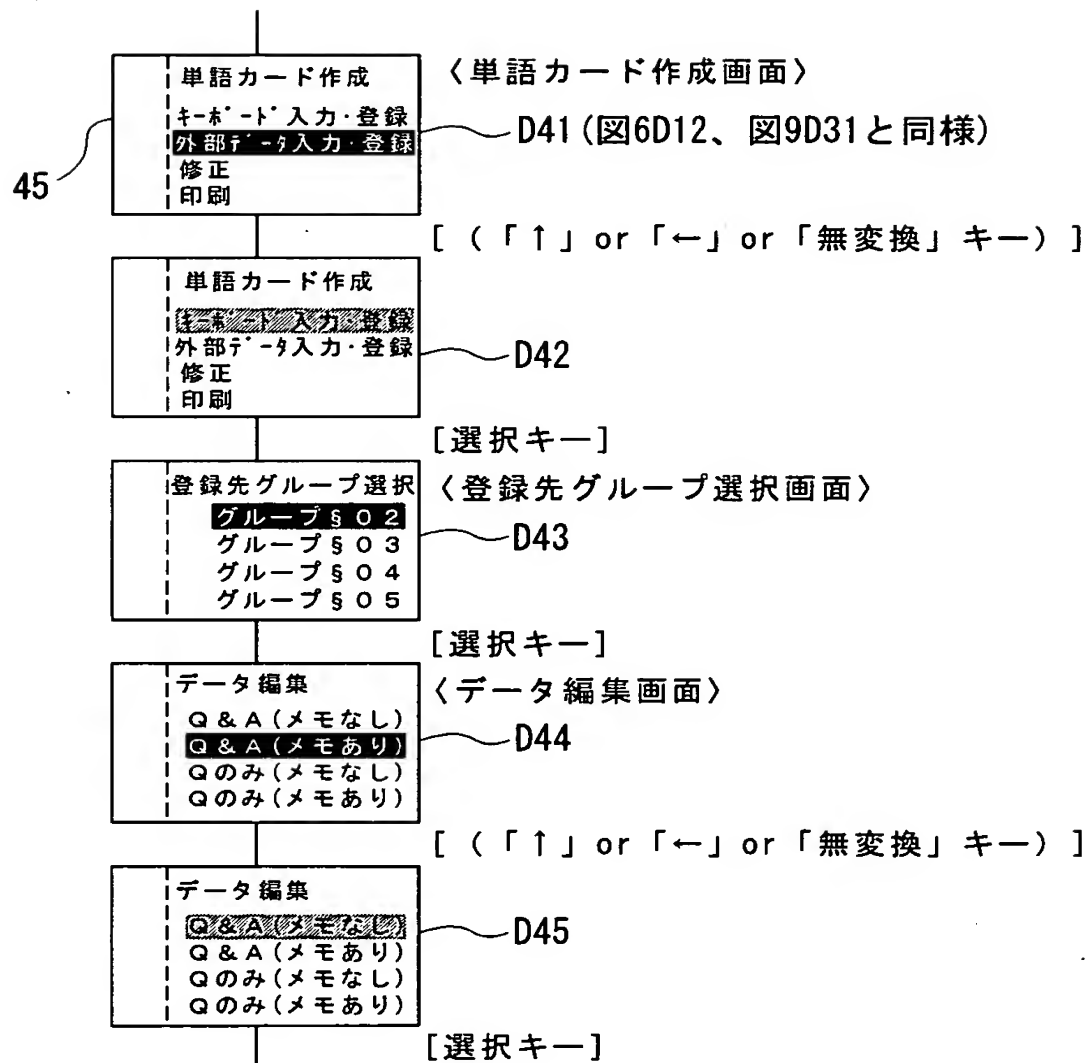 単語カード作成
〈単語カード作成画面〉
キーボード入力・登録
外部データ入力・登録
D41(図6D12、図9D31と同様)
修正
印刷
45
[(「↑」or「←」or「無変換」キー)]
単語カード作成
キーボード入力・登録
外部データ入力・登録
D42
修正
印刷
[選択キー]
登録先グループ選択
〈登録先グループ選択画面〉
グループ§02
グループ§03
D43
グループ§04
グループ§05
[選択キー]
データ編集
〈データ編集画面〉
Q&A(メモなし)
Q&A(メモあり)
D44
Qのみ(メモなし)
Qのみ(メモあり)
[(「↑」or「←」or「無変換」キー)]
データ編集
Q&A(メモなし)
D45
Q&A(メモあり)
Qのみ(メモなし)
Qのみ(メモあり)
[選択キー]